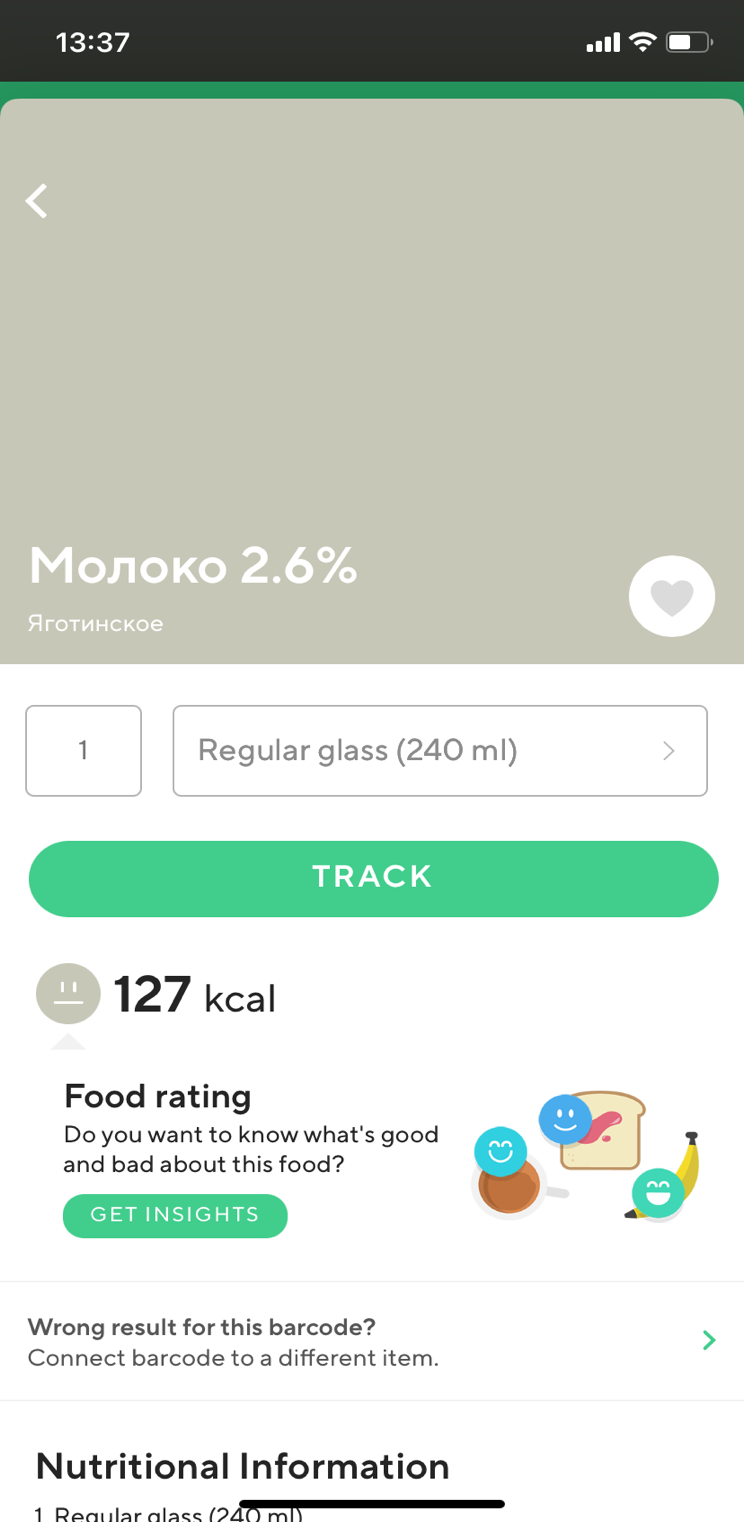 13:37
Молоко 2.6%
Яготинское
1
Regular glass (240 ml)
TRACK
127 kcal
Food rating
Do you want to know what's good
and bad about this food?
GET INSIGHTS
Wrong result for this barcode?
Connect barcode to a different item.
Nutritional Information
1 Regular glass (240 ml)